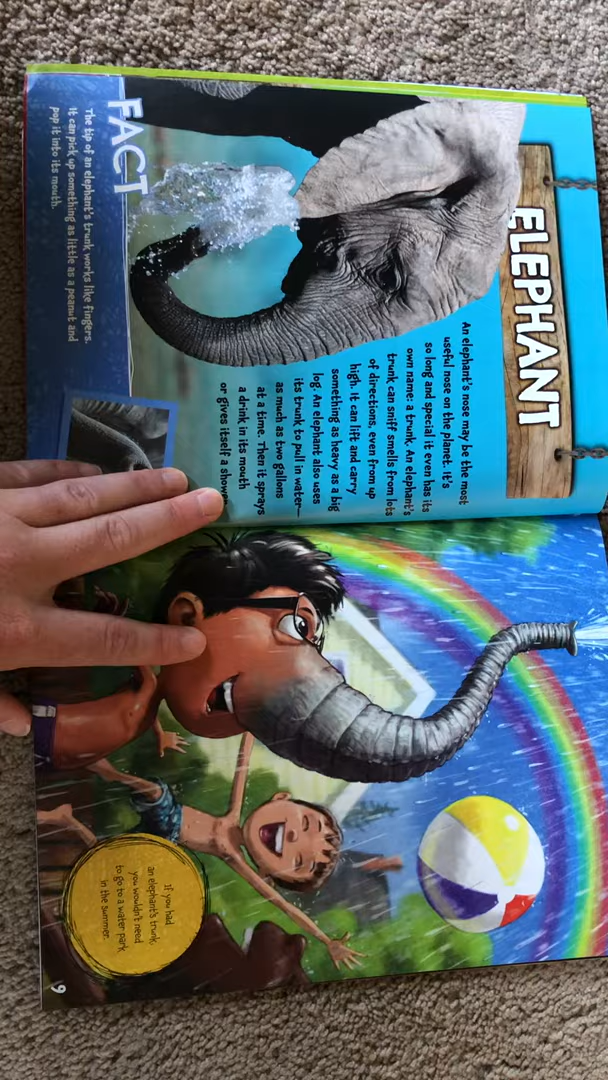 ELEPHANT
An elephant's nose may be the most
useful nose on the planet. It's
so long and special it even has its
own name: a trunk. An elephant's
trunk can sniff smells from lots
of directions, even from up
high. It can lift and carry
something as heavy as a big
log. An elephant also uses
its trunk to pull in water—
as much as two gallons
at a time. Then it sprays
a drink in its mouth
or gives itself a shower
FACT
The tip of an elephant's trunk works like fingers.
It can pick up something as little as a peanut and
pop it into its mouth.
If you had
an elephant's trunk,
you wouldn't need
to go to a water park
in the summer.
9